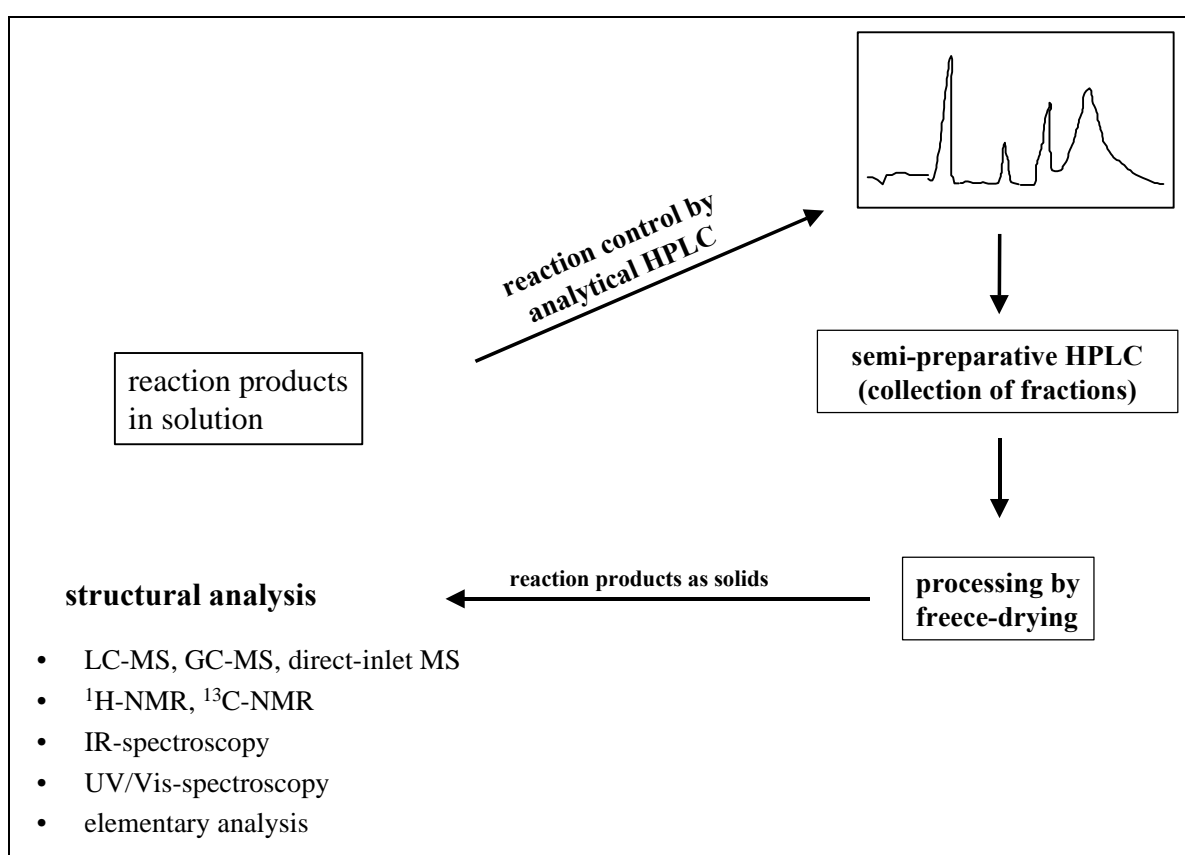 reaction control by
analytical HPLC
reaction products
in solution
semi-preparative HPLC
(collection of fractions)
processing by
freece-drying
reaction products as solids
structural analysis
• LC-MS, GC-MS, direct-inlet MS
• ¹H-NMR, ¹³C-NMR
• IR-spectroscopy
• UV/Vis-spectroscopy
• elementary analysis